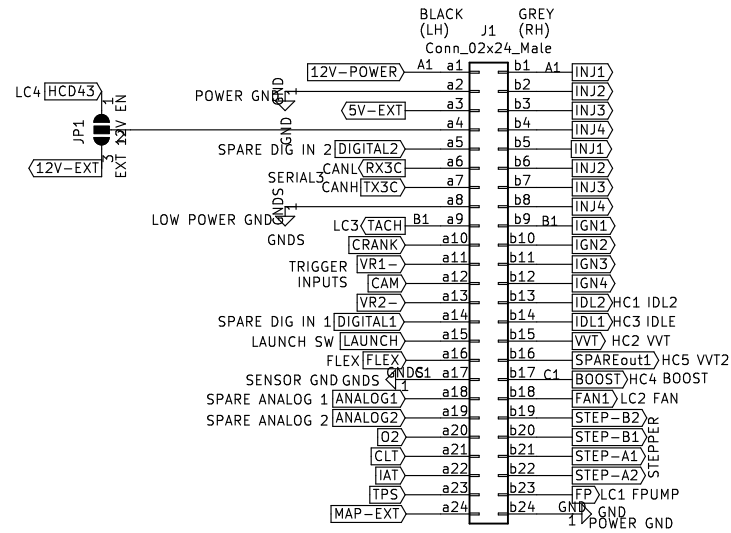 BLACK GREY
(LH) J1 (RH)
Conn_02x24_Male
12V-POWER A1 a1 b1 A1 INJ1
LC4 HCD43 1
POWER GND GND 1 a2 b2 INJ2
5V-EXT a3 b3 INJ3
JP1 12V EN 2 GND a4 b4 INJ4
SPARE DIG IN 2 DIGITAL2 a5 b5 INJ1
12V-EXT 3 EXT
CANL RX3C a6 b6 INJ2
SERIAL3
CANH TX3C a7 b7 INJ3
LOW POWER GND GNDS 1 a8 b8 INJ4
LC3 TACH B1 a9 b9 B1 IGN1
GNDS
CRANK a10 b10 IGN2
TRIGGER VR1- a11 b11 IGN3
INPUTS CAM a12 b12 IGN4
VR2- a13 b13 IDL2 HC1 IDL2
SPARE DIG IN 1 DIGITAL1 a14 b14 IDL1 HC3 IDLE
LAUNCH SW LAUNCH a15 b15 VVT HC2 VVT
FLEX FLEX a16 b16 SPAREout1 HC5 VVT2
SENSOR GND GNDS GNDS 1 C1 a17 b17 C1 BOOST HC4 BOOST
SPARE ANALOG 1 ANALOG1 a18 b18 FAN1 LC2 FAN
SPARE ANALOG 2 ANALOG2 a19 b19 STEP-B2
O2 a20 b20 STEP-B1
STEPPER
CLT a21 b21 STEP-A1
IAT a22 b22 STEP-A2
TPS a23 b23 FP LC1 FPUMP
MAP-EXT a24 b24 GND 1 GND
POWER GND